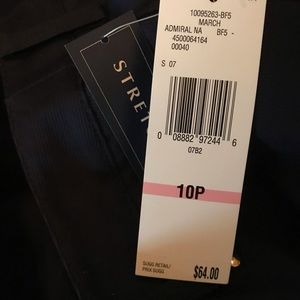 10095263-BF5
MARCH
ADMIRAL NA BF5 -
4500064164
00040
S 07
0 08882 97244 6
07B2
10P
SUGG RETAIL/
PRIX SUGG
$64.00
STRET